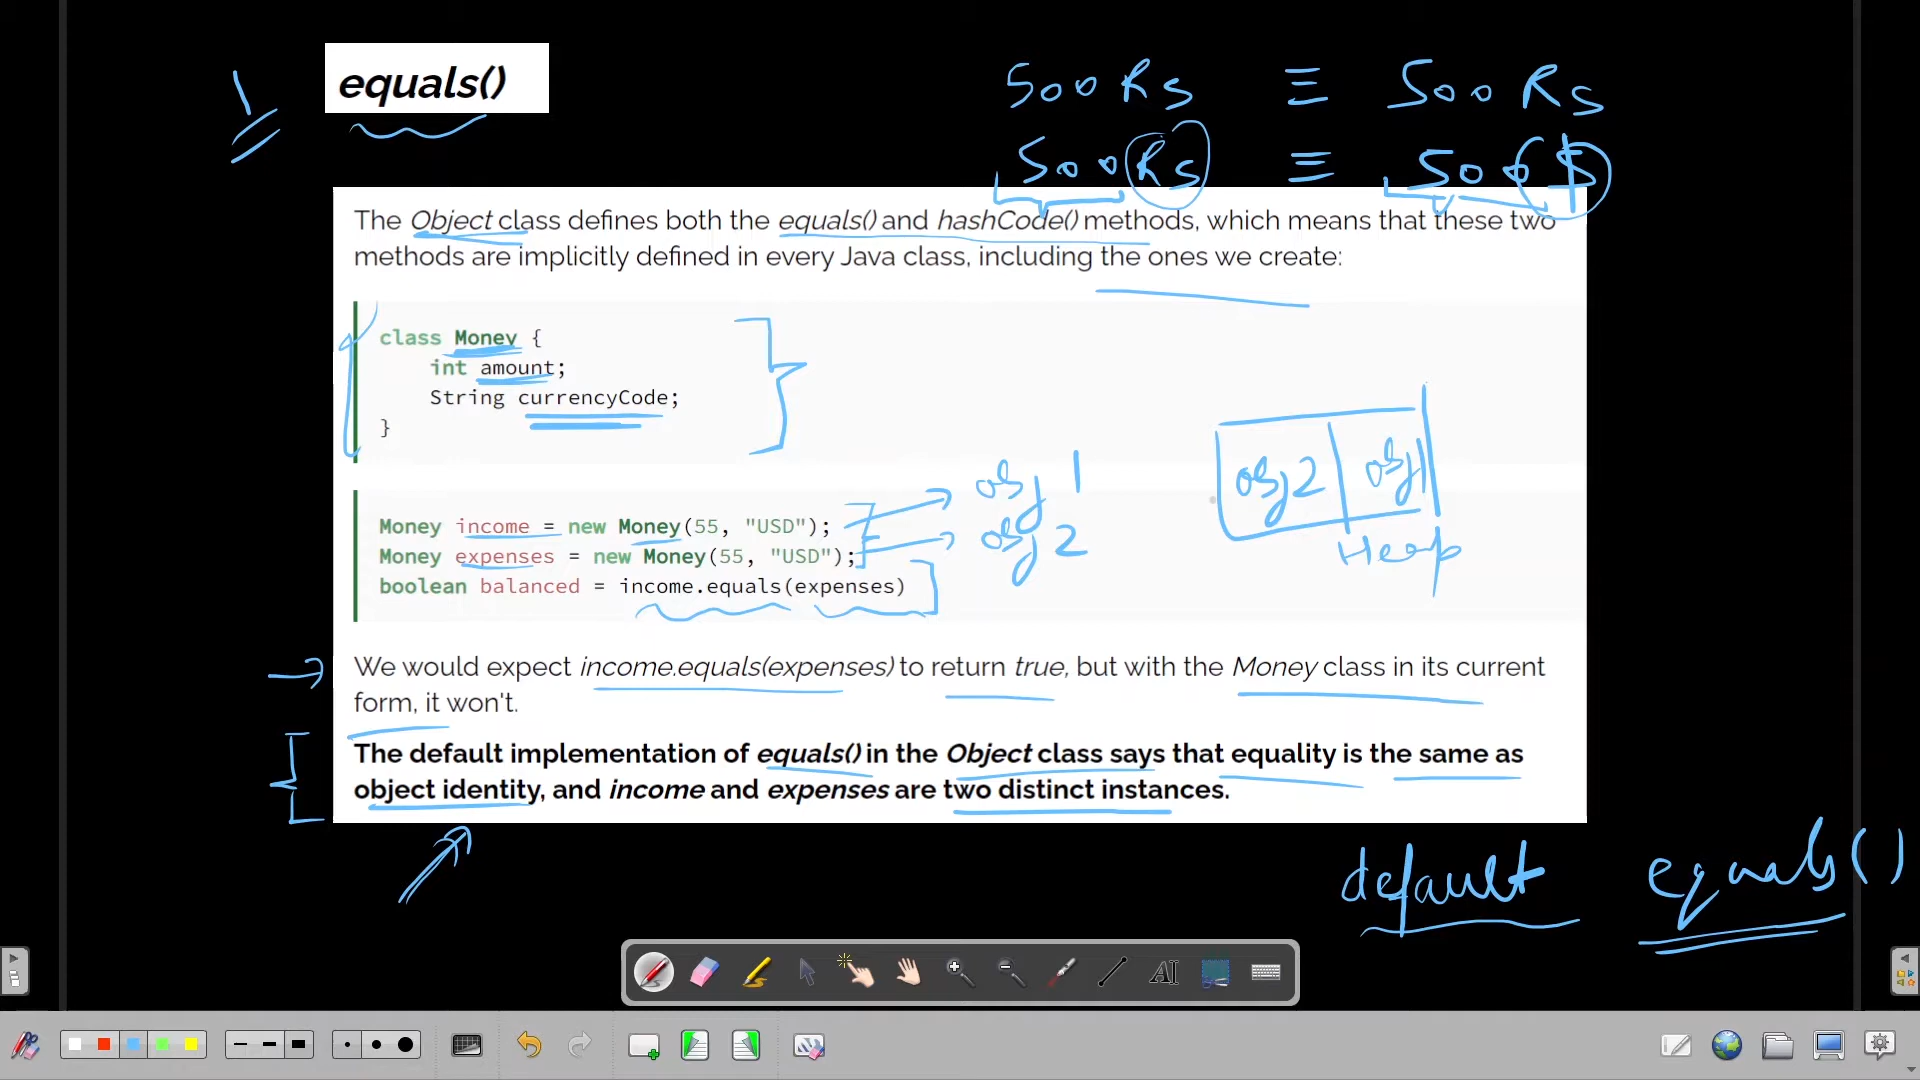 1
equals()
500 Rs ≡ 500 Rs
500 Rs ≡ 500 $
The Object class defines both the equals() and hashCode() methods, which means that these two
methods are implicitly defined in every Java class, including the ones we create:
class Money {
int amount;
String currencyCode;
}
obj 1
obj 2
obj2 obj1
Heap
Money income = new Money(55, "USD");
Money expenses = new Money(55, "USD");
boolean balanced = income.equals(expenses)
We would expect income.equals(expenses) to return true, but with the Money class in its current
form, it won't.
The default implementation of equals() in the Object class says that equality is the same as
object identity, and income and expenses are two distinct instances.
default equals()
AI